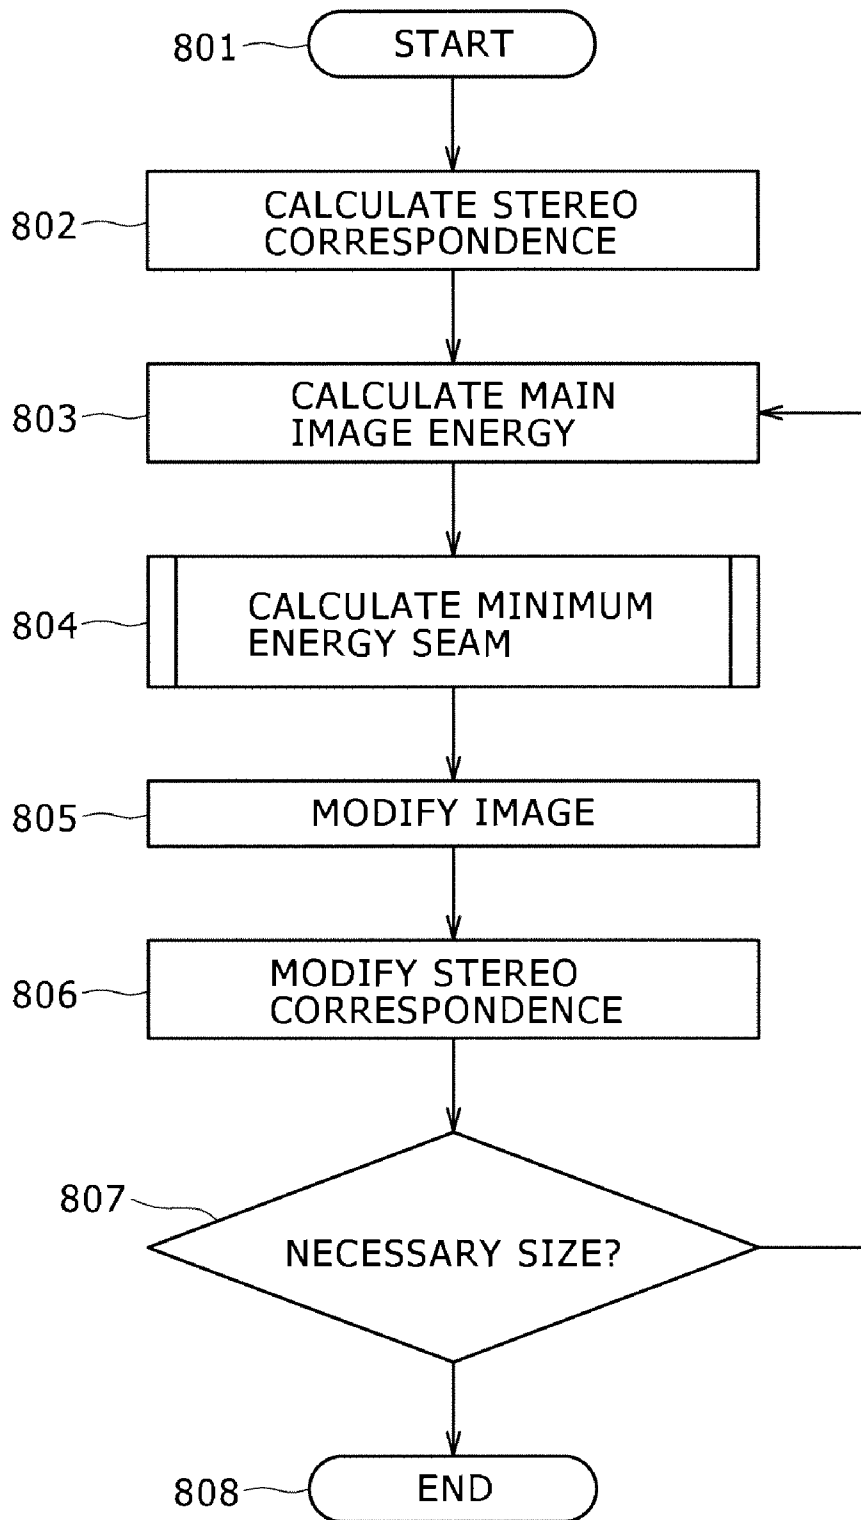 801
START
802
CALCULATE STEREO
CORRESPONDENCE
803
CALCULATE MAIN
IMAGE ENERGY
804
CALCULATE MINIMUM
ENERGY SEAM
805
MODIFY IMAGE
806
MODIFY STEREO
CORRESPONDENCE
807
NECESSARY SIZE?
808
END